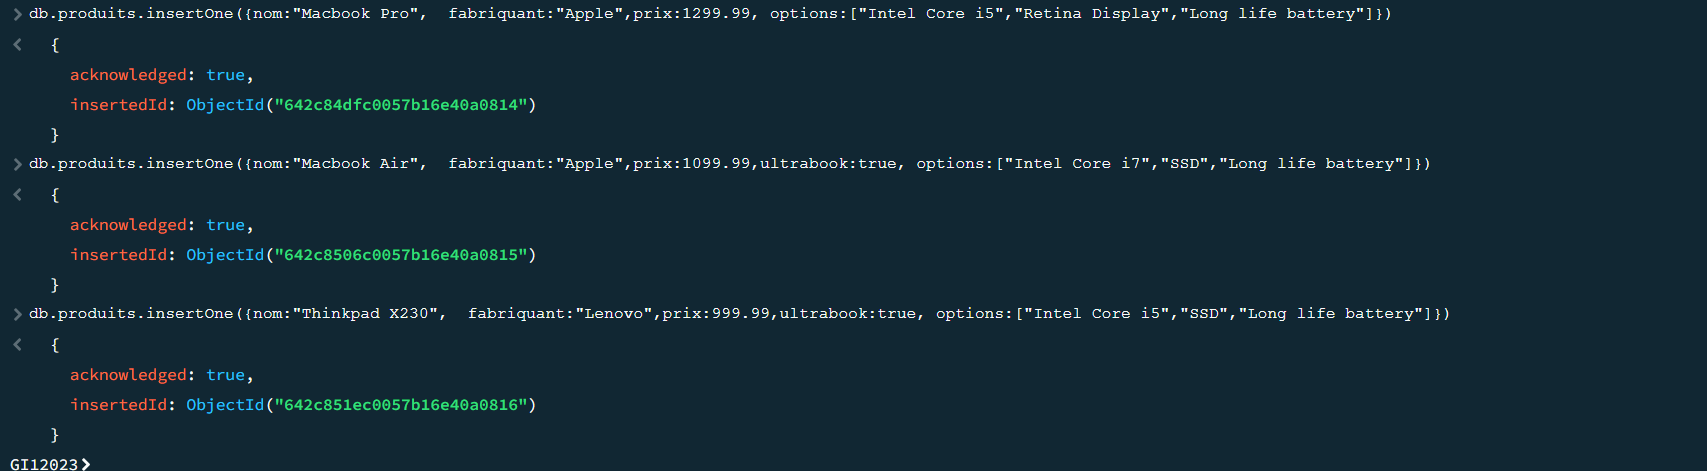 > db.produits.insertOne({nom:"Macbook Pro",  fabriquant:"Apple",prix:1299.99, options:["Intel Core i5","Retina Display","Long life battery"]})
< {
acknowledged: true,
insertedId: ObjectId("642c84dfc0057b16e40a0814")
}
> db.produits.insertOne({nom:"Macbook Air",  fabriquant:"Apple",prix:1099.99,ultrabook:true, options:["Intel Core i7","SSD","Long life battery"]})
< {
acknowledged: true,
insertedId: ObjectId("642c8506c0057b16e40a0815")
}
> db.produits.insertOne({nom:"Thinkpad X230",  fabriquant:"Lenovo",prix:999.99,ultrabook:true, options:["Intel Core i5","SSD","Long life battery"]})
< {
acknowledged: true,
insertedId: ObjectId("642c851ec0057b16e40a0816")
}
GI12023>